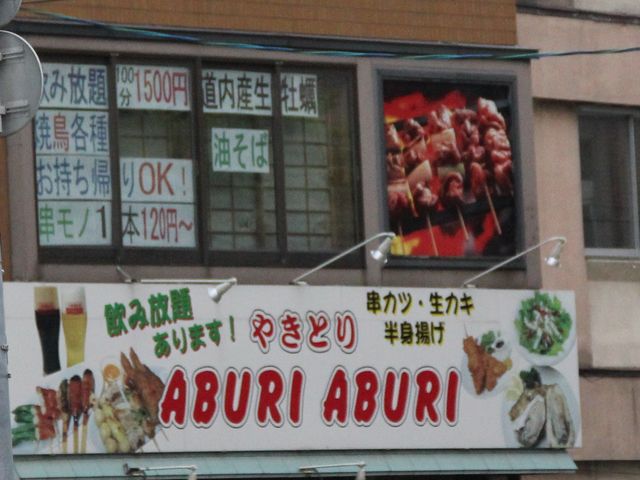 飲み放題 100分1500円
道内産生牡蠣
焼鳥各種
油そば
お持ち帰りOK!
串モノ1本120円~
飲み放題
あります!
やきとり
串カツ・生カキ
半身揚げ
ABURI ABURI